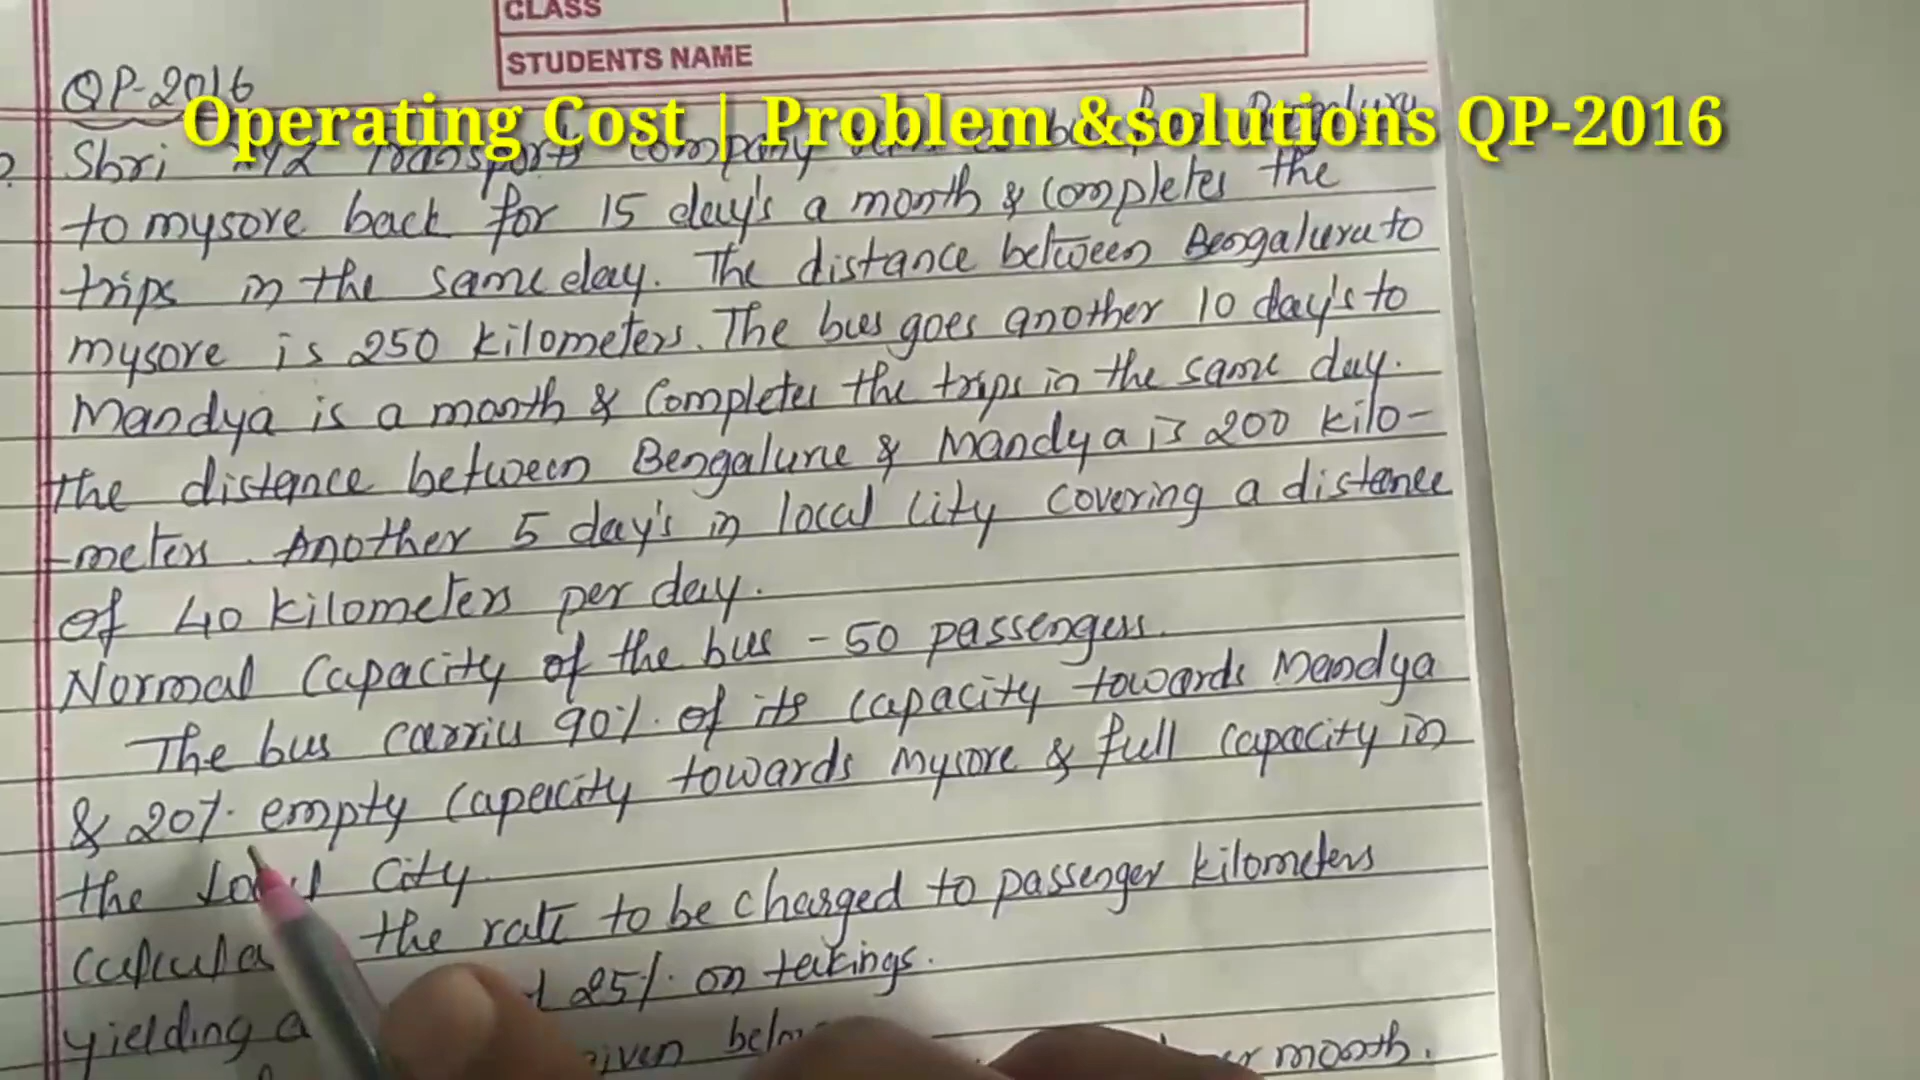 CLASS
STUDENTS NAME
QP-2016
Operating Cost | Problem &solutions QP-2016
Shri XYZ Transport company
to mysore back for 15 day's a month & completes the
trips in the same day. The distance between Bengaluru to
mysore is 250 kilometers. The bus goes another 10 day's to
Mandya is a month & Completes the trips in the same day.
the distance between Bengalure & Mandya is 200 kilo-
-meters. Another 5 day's in local city covering a distance
of 40 kilometers per day.
Normal Capacity of the bus - 50 passengers.
The bus carries 90%. of its capacity towards Mandya
& 20%. empty capacity towards Mysore & full capacity in
the local City.
the rate to be charged to passenger kilometers
yielding a 25%. on takings.
given
month.